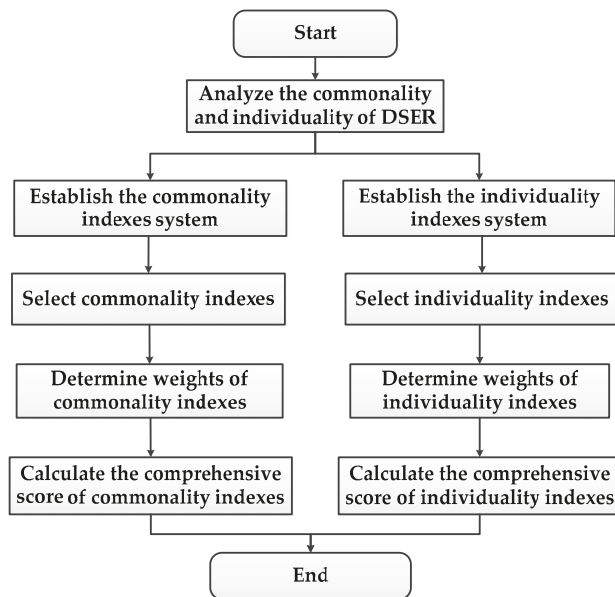 Start
Analyze the commonality
and individuality of DSER
Establish the commonality
indexes system
Select commonality indexes
Determine weights of
commonality indexes
Calculate the comprehensive
score of commonality indexes
Establish the individuality
indexes system
Select individuality indexes
Determine weights of
individuality indexes
Calculate the comprehensive
score of individuality indexes
End